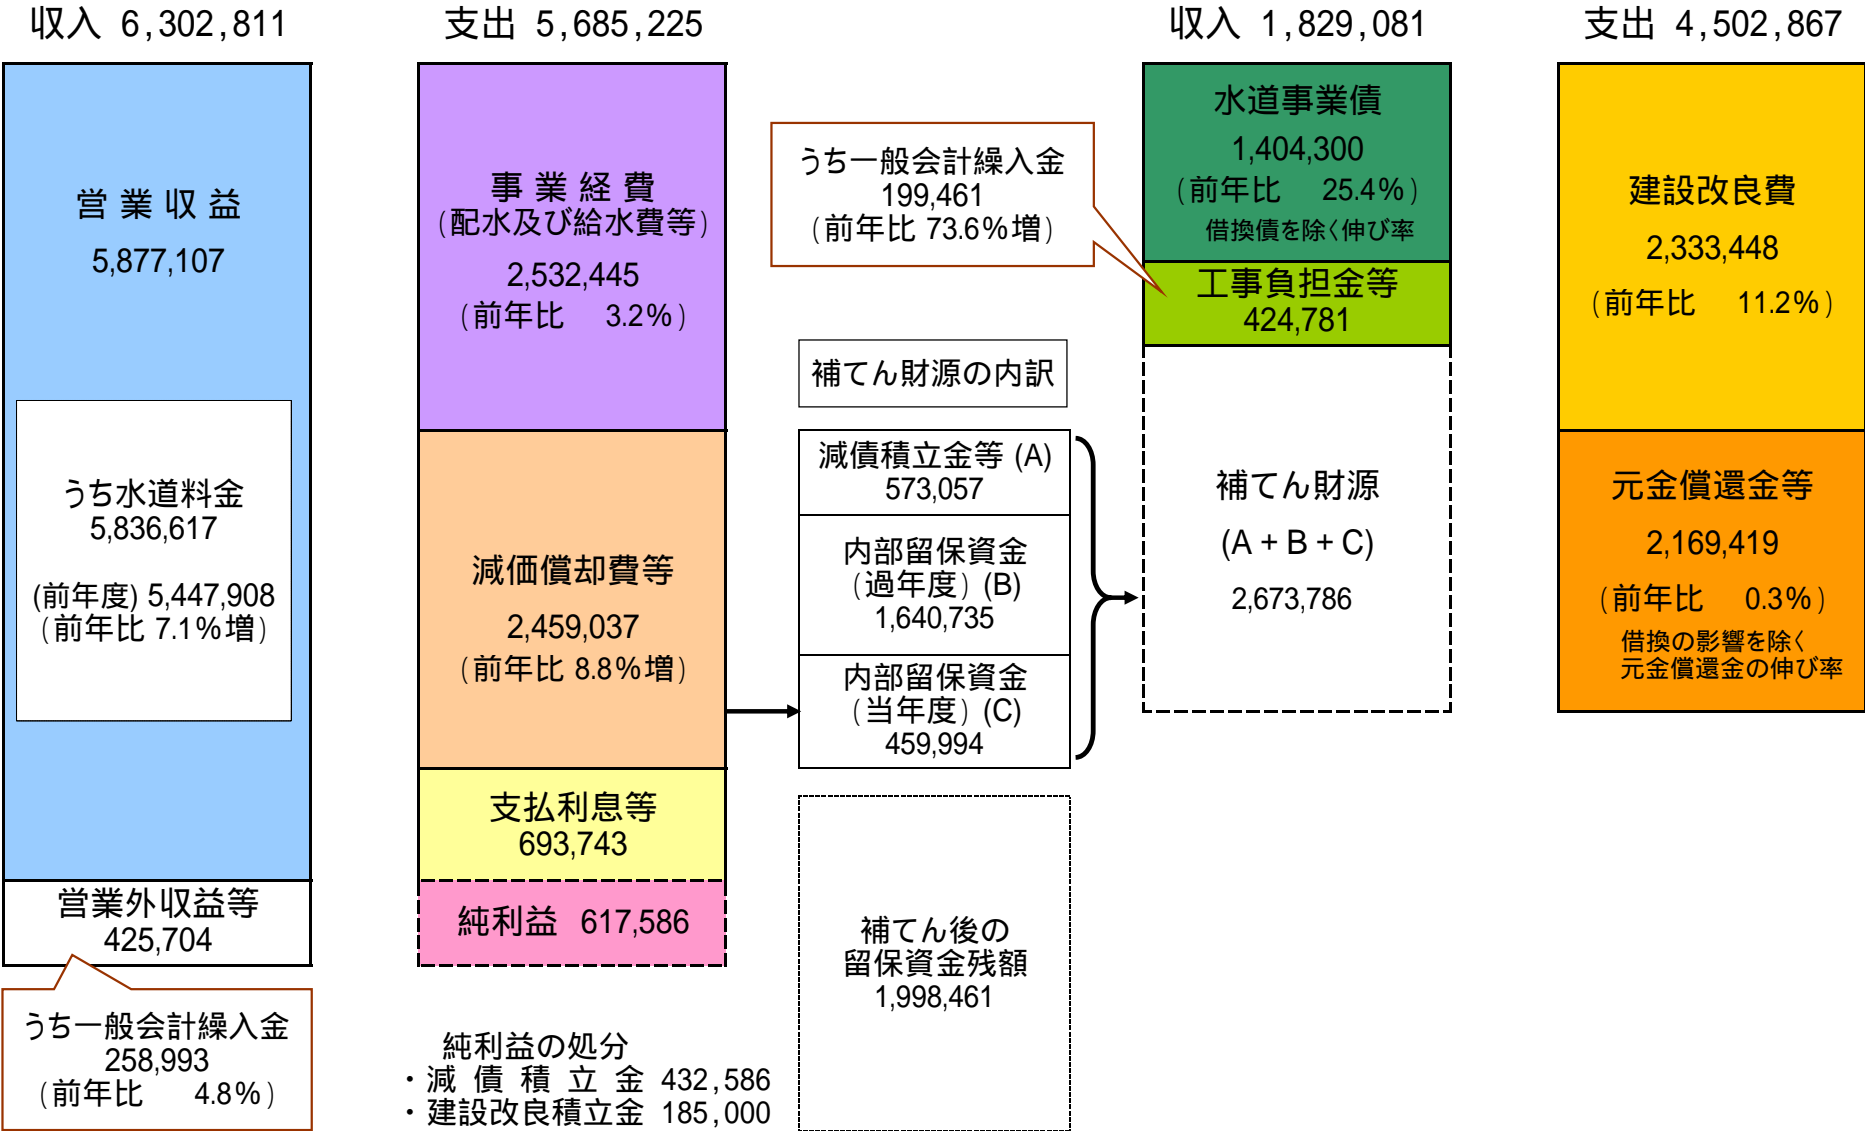 収入 6,302,811
支出 5,685,225
収入 1,829,081
支出 4,502,867
営業収益
5,877,107
うち水道料金
5,836,617
(前年度) 5,447,908
(前年比 7.1%増)
営業外収益等
425,704
うち一般会計繰入金
258,993
(前年比 4.8%)
事業経費
(配水及び給水費等)
2,532,445
(前年比 3.2%)
減価償却費等
2,459,037
(前年比 8.8%増)
支払利息等
693,743
純利益 617,586
純利益の処分
・減債積立金 432,586
・建設改良積立金 185,000
うち一般会計繰入金
199,461
(前年比 73.6%増)
補てん財源の内訳
減債積立金等 (A)
573,057
内部留保資金
(過年度) (B)
1,640,735
内部留保資金
(当年度) (C)
459,994
補てん後の
留保資金残額
1,998,461
水道事業債
1,404,300
(前年比 25.4%)
借換債を除く伸び率
工事負担金等
424,781
補てん財源
(A + B + C)
2,673,786
建設改良費
2,333,448
(前年比 11.2%)
元金償還金等
2,169,419
(前年比 0.3%)
借換の影響を除く
元金償還金の伸び率